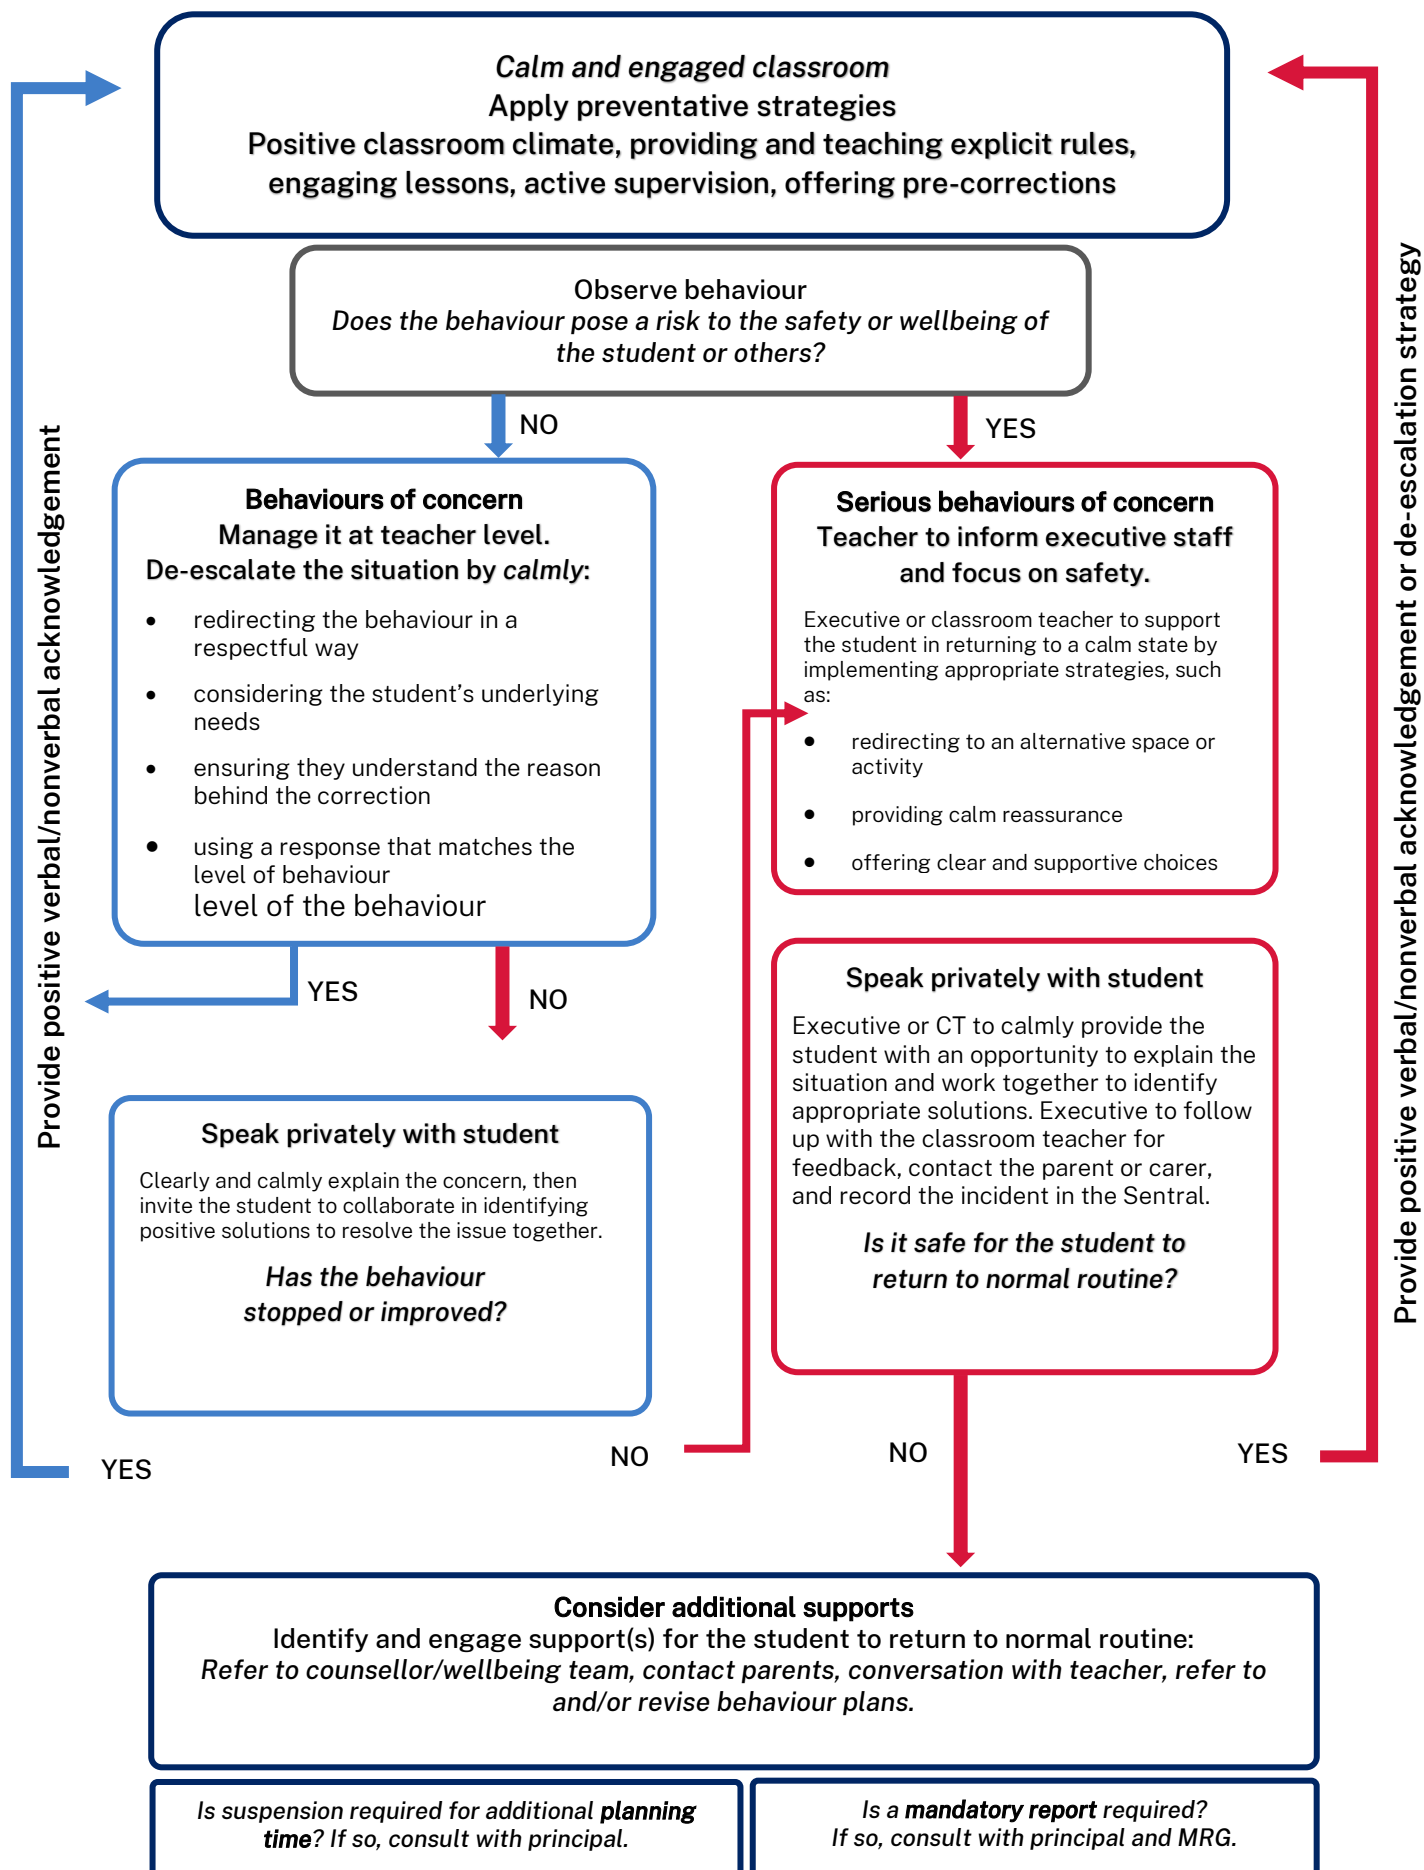 Calm and engaged classroom
Apply preventative strategies
Positive classroom climate, providing and teaching explicit rules,
engaging lessons, active supervision, offering pre-corrections
Observe behaviour
Does the behaviour pose a risk to the safety or wellbeing of
the student or others?
NO
YES
Provide positive verbal/nonverbal acknowledgement
Provide positive verbal/nonverbal acknowledgement or de-escalation strategy
Behaviours of concern
Manage it at teacher level.
De-escalate the situation by calmly:
• redirecting the behaviour in a
respectful way
• considering the student’s underlying
needs
• ensuring they understand the reason
behind the correction
• using a response that matches the
level of behaviour
level of the behaviour
YES
NO
Serious behaviours of concern
Teacher to inform executive staff
and focus on safety.
Executive or classroom teacher to support
the student in returning to a calm state by
implementing appropriate strategies, such
as:
• redirecting to an alternative space or
activity
• providing calm reassurance
• offering clear and supportive choices
Speak privately with student
Clearly and calmly explain the concern, then
invite the student to collaborate in identifying
positive solutions to resolve the issue together.
Has the behaviour
stopped or improved?
YES
NO
Speak privately with student
Executive or CT to calmly provide the
student with an opportunity to explain the
situation and work together to identify
appropriate solutions. Executive to follow
up with the classroom teacher for
feedback, contact the parent or carer,
and record the incident in the Sentral.
Is it safe for the student to
return to normal routine?
NO
YES
Consider additional supports
Identify and engage support(s) for the student to return to normal routine:
Refer to counsellor/wellbeing team, contact parents, conversation with teacher, refer to
and/or revise behaviour plans.
Is suspension required for additional planning
time? If so, consult with principal.
Is a mandatory report required?
If so, consult with principal and MRG.